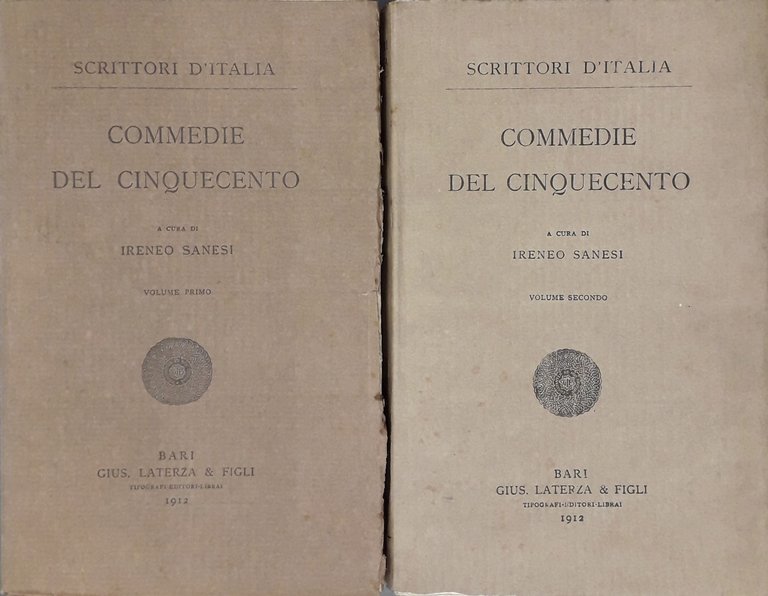 SCRITTORI D'ITALIA
COMMEDIE
DEL CINQUECENTO
A CURA DI
IRENEO SANESI
VOLUME PRIMO
BARI
GIUS. LATERZA & FIGLI
TIPOGRAFI-EDITORI-LIBRAI
1912
SCRITTORI D'ITALIA
COMMEDIE
DEL CINQUECENTO
A CURA DI
IRENEO SANESI
VOLUME SECONDO
BARI
GIUS. LATERZA & FIGLI
TIPOGRAFI-EDITORI-LIBRAI
1912